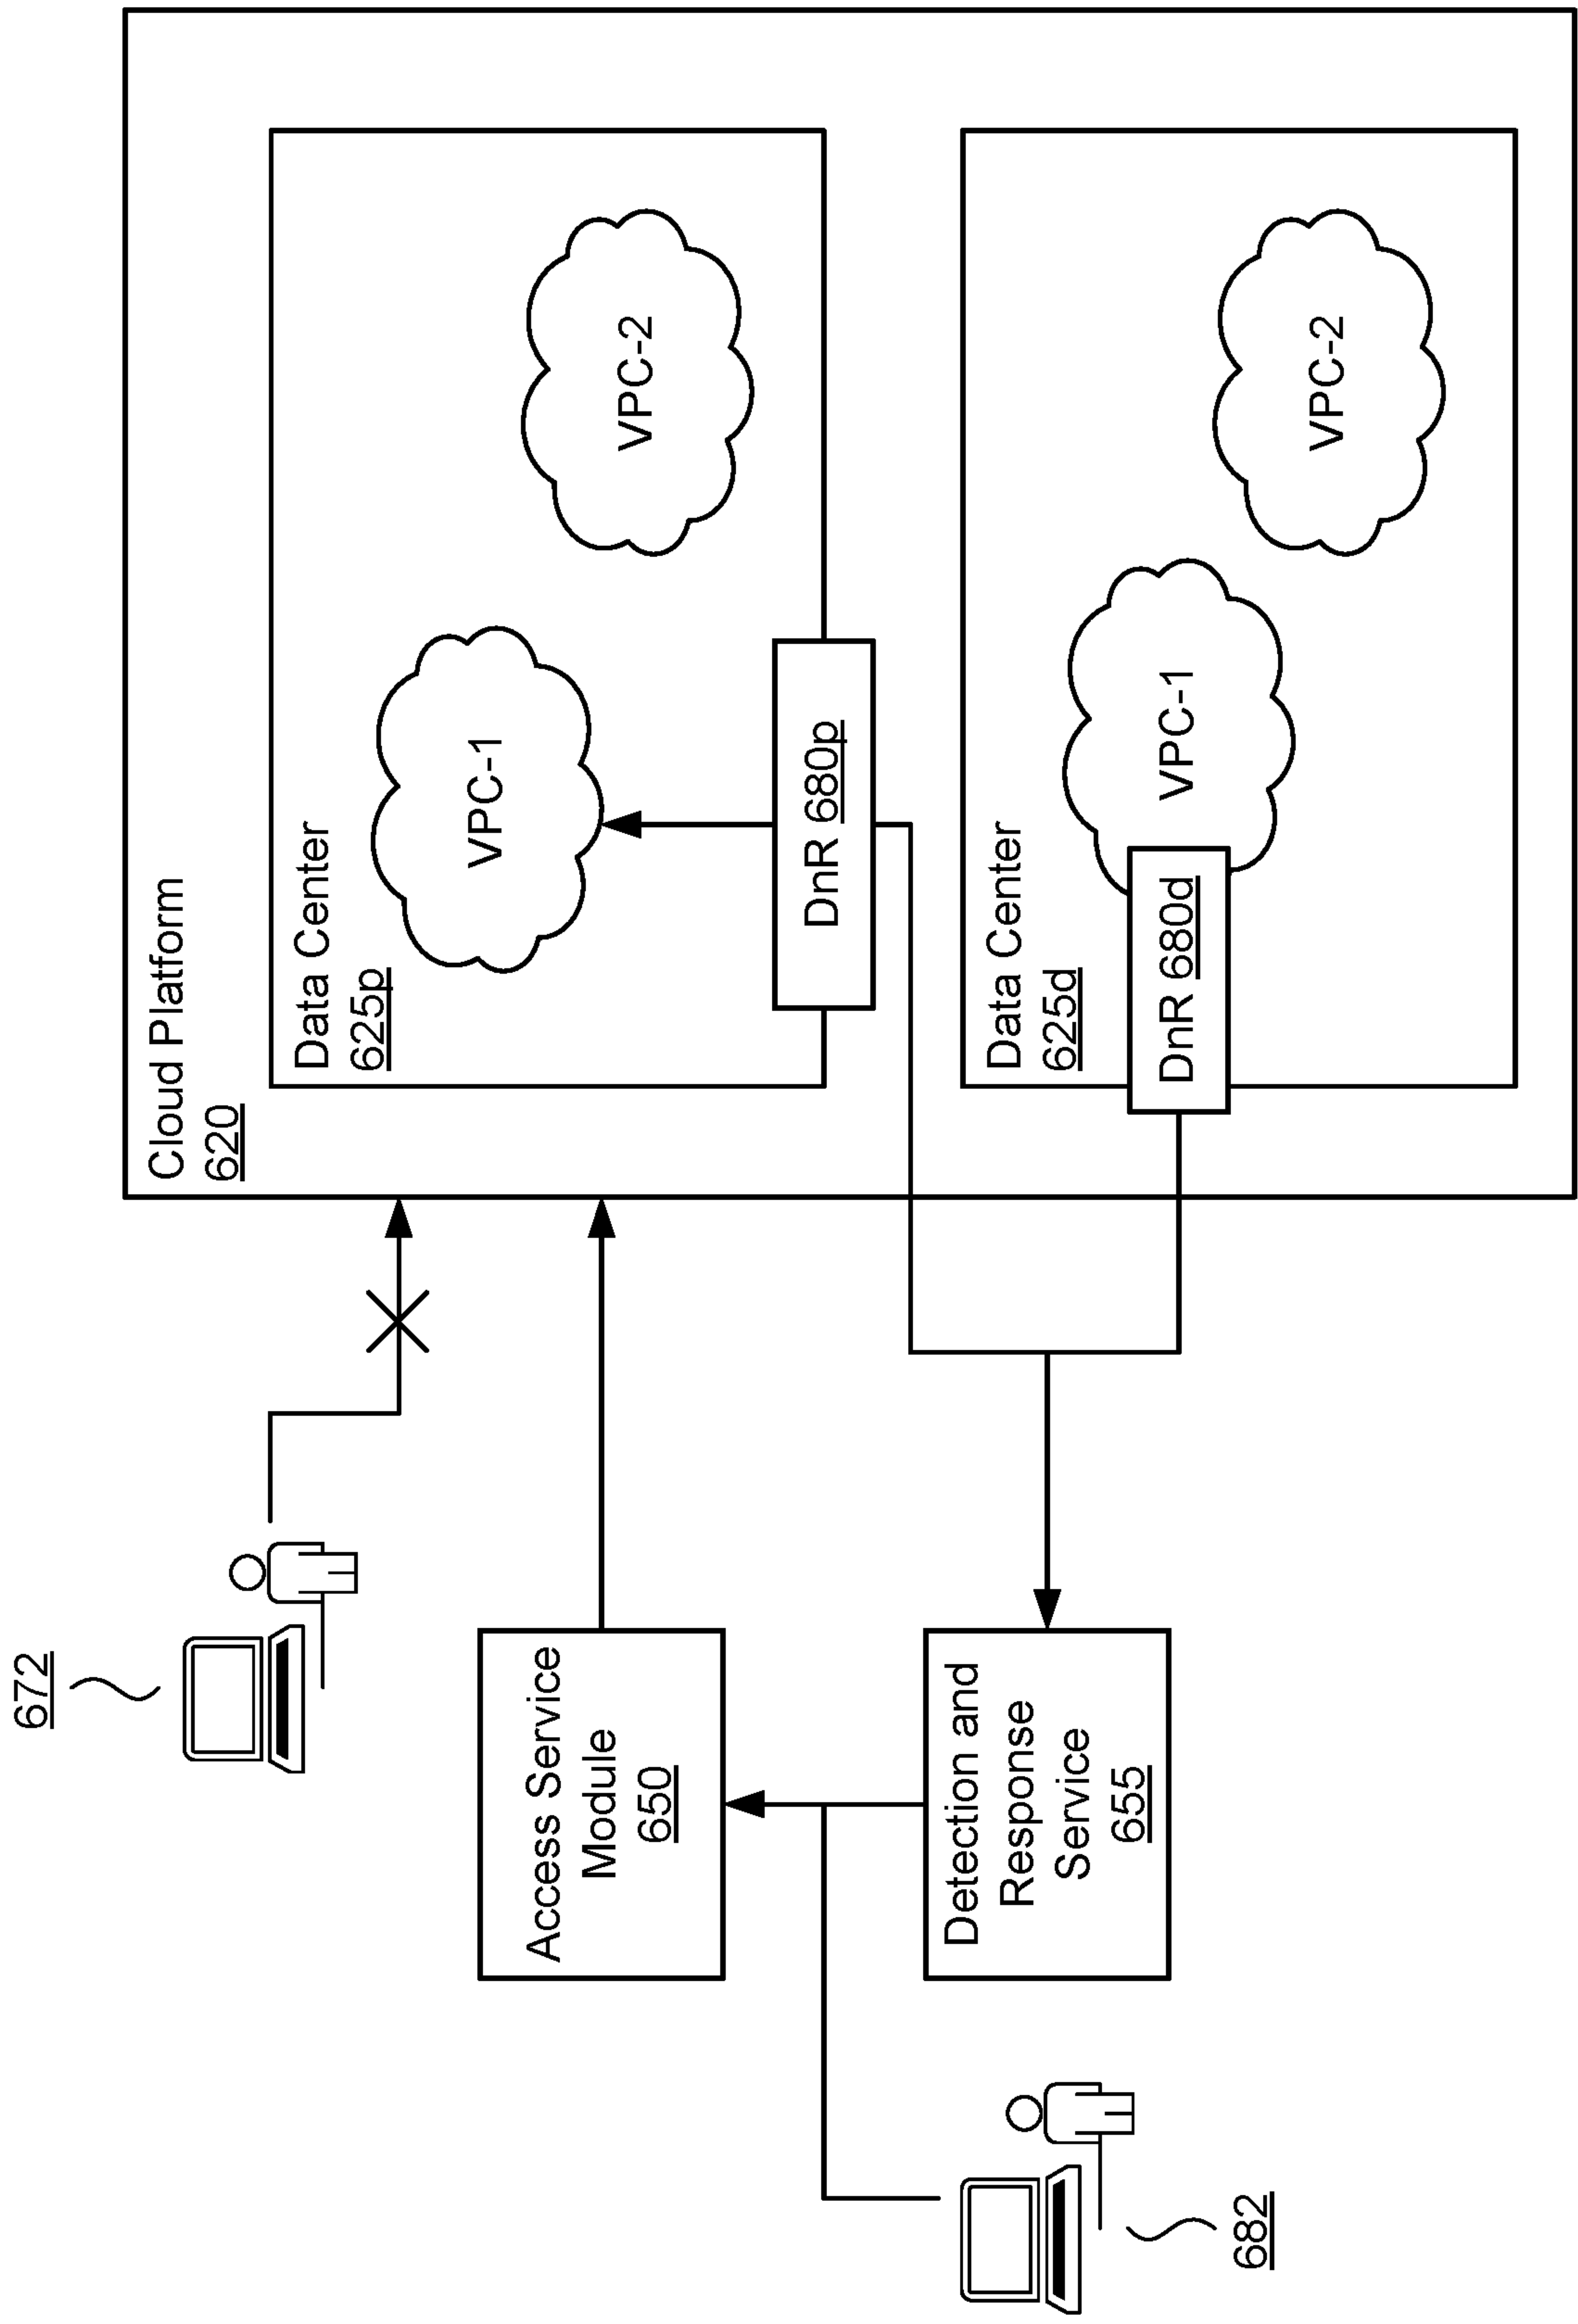 Cloud Platform
620
Data Center
625p
VPC-1
VPC-2
DnR 680p
Data Center
625d
VPC-1
VPC-2
DnR 680d
672
Access Service
Module
650
Detection and
Response
Service
655
682